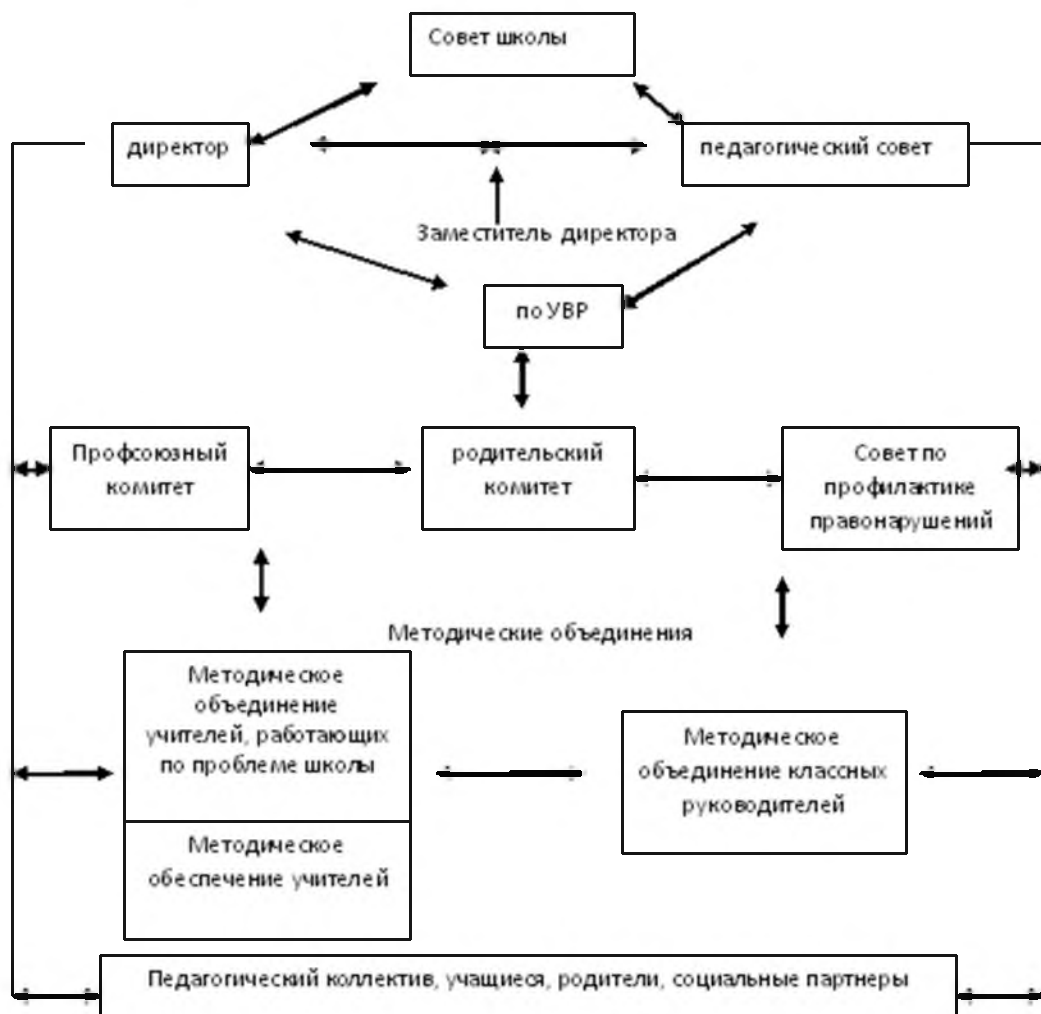 Совет школы
директор
педагогический совет
Заместитель директора
по УВР
Профсоюзный
комитет
родительский
комитет
Совет по
профилактике
правонарушений
Методические объединения
Методическое
объединение
учителей, работающих
по проблеме школы
Методическое
обеспечение учителей
Методическое
объединение классных
руководителей
Педагогический коллектив, учащиеся, родители, социальные партнеры